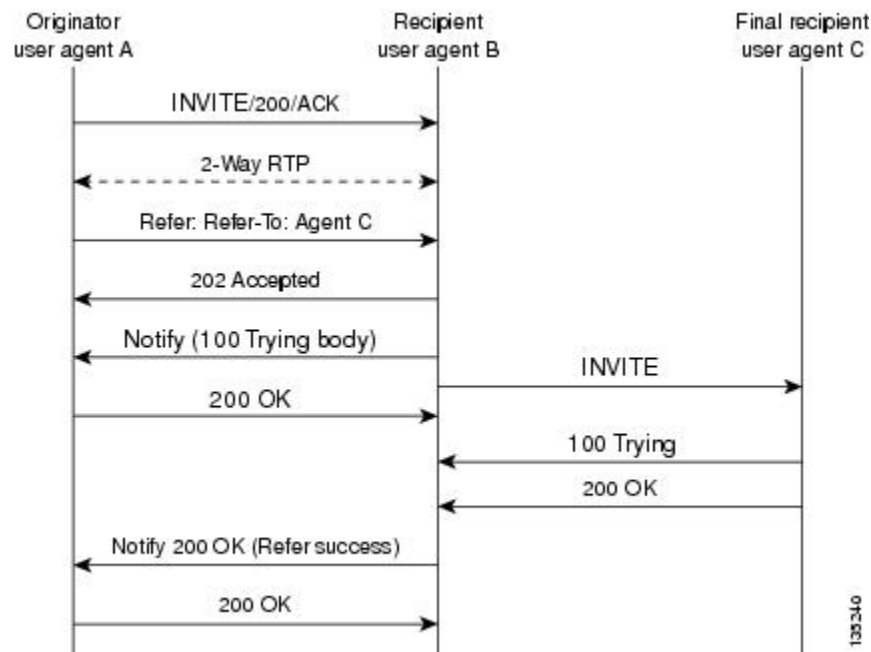 Originator
user agent A
Recipient
user agent B
Final recipient
user agent C
INVITE/200/ACK
2-Way RTP
Refer: Refer-To: Agent C
202 Accepted
Notify (100 Trying body)
INVITE
200 OK
100 Trying
200 OK
Notify 200 OK (Refer success)
200 OK
135240